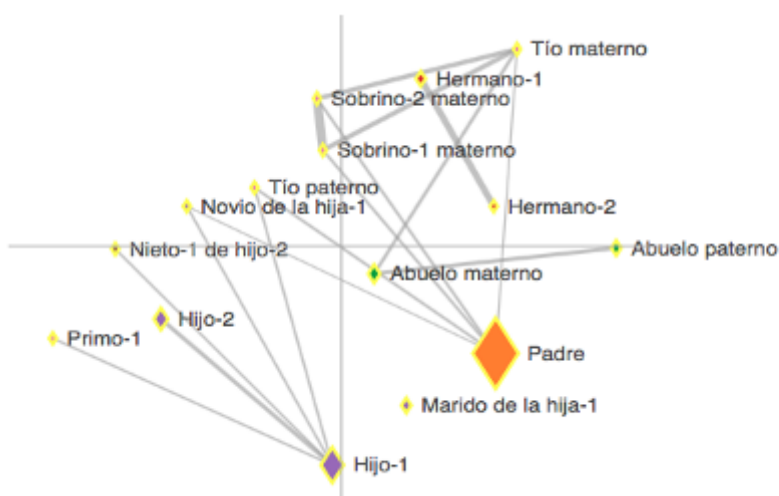 Tío materno
Hermano-1
Sobrino-2 materno
Sobrino-1 materno
Tío paterno
Novio de la hija-1
Hermano-2
Nieto-1 de hijo-2
Abuelo paterno
Abuelo materno
Hijo-2
Primo-1
Padre
Marido de la hija-1
Hijo-1